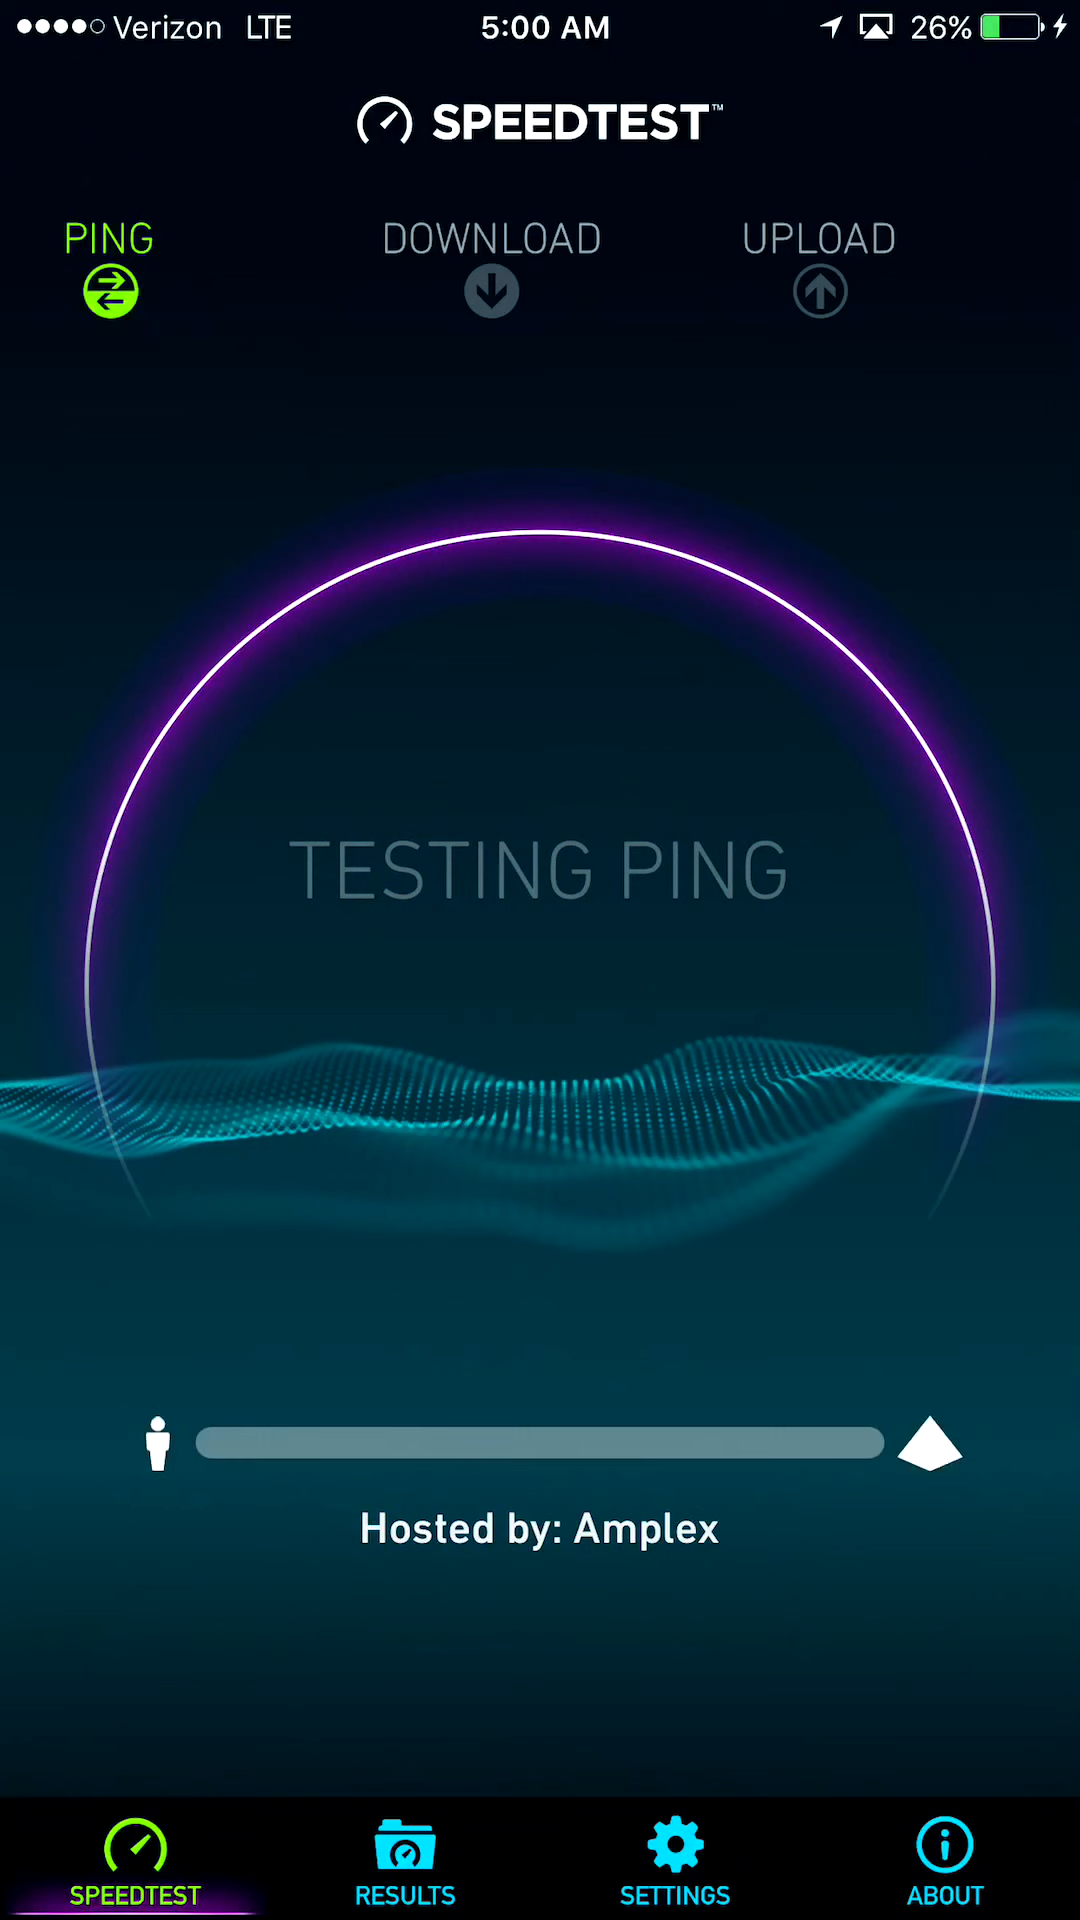 Verizon LTE 5:00 AM 26%
SPEEDTEST™
PING DOWNLOAD UPLOAD
TESTING PING
Hosted by: Amplex
SPEEDTEST RESULTS SETTINGS ABOUT